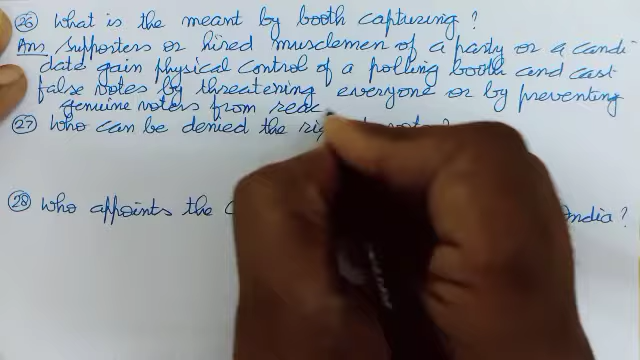 26 What is the meant by booth capturing?
Ans Supporters or hired musclemen of a party or a candi-
date gain physical control of a polling booth and cast
false votes by threatening everyone or by preventing
genuine voters from reac
27 Who can be denied the
28 Who appoints the India?